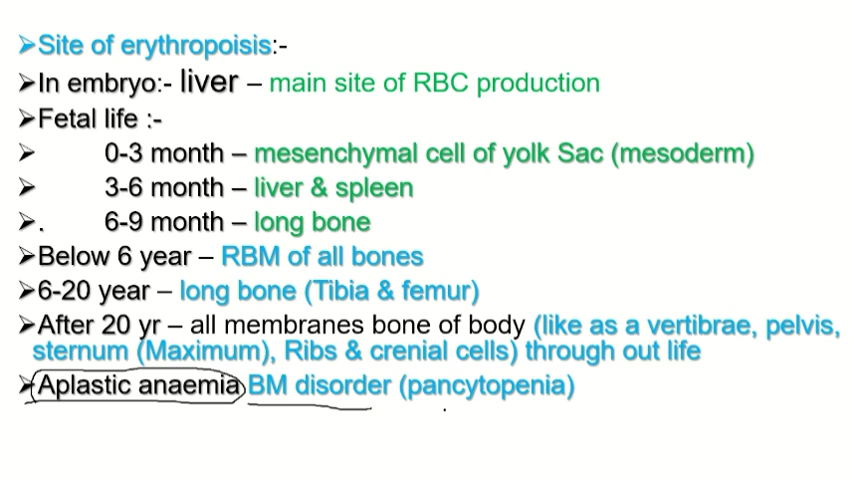 ➢Site of erythropoisis:-
➢In embryo:- liver – main site of RBC production
➢Fetal life :-
➢ 0-3 month – mesenchymal cell of yolk Sac (mesoderm)
➢ 3-6 month – liver & spleen
➢. 6-9 month – long bone
➢Below 6 year – RBM of all bones
➢6-20 year – long bone (Tibia & femur)
➢After 20 yr – all membranes bone of body (like as a vertibrae, pelvis,
sternum (Maximum), Ribs & crenial cells) through out life
➢Aplastic anaemia BM disorder (pancytopenia)